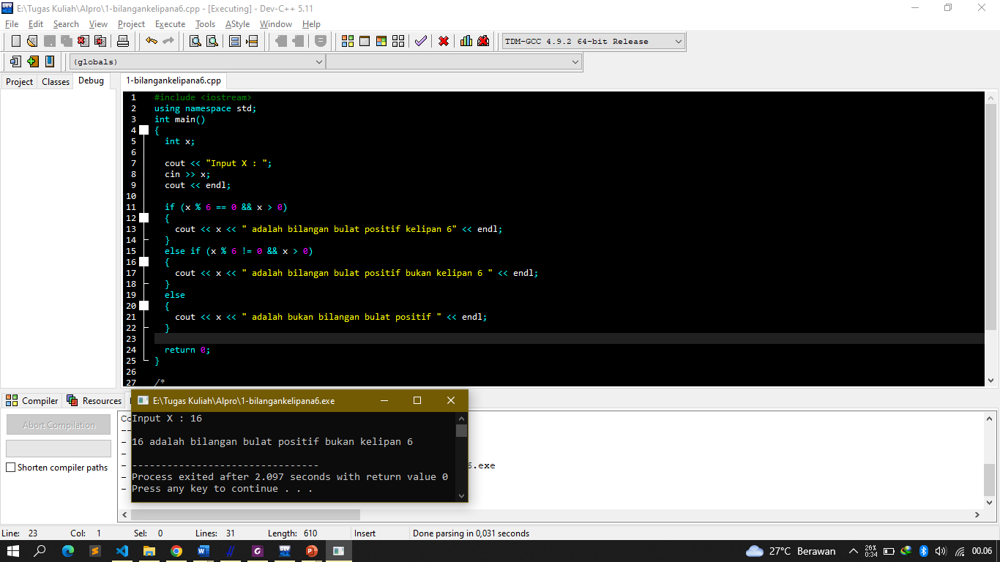 E:\Tugas Kuliah\Alpro\1-bilangankelipana6.cpp - [Executing] - Dev-C++ 5.11
File Edit Search View Project Execute Tools AStyle Window Help
TDM-GCC 4.9.2 64-bit Release
(globals)
Project Classes Debug
1-bilangankelipana6.cpp
1 #include <iostream>
2 using namespace std;
3 int main()
4 {
5 int x;
6
7 cout << "Input X : ";
8 cin >> x;
9 cout << endl;
10
11 if (x % 6 == 0 && x > 0)
12 {
13 cout << x << " adalah bilangan bulat positif kelipan 6" << endl;
14 }
15 else if (x % 6 != 0 && x > 0)
16 {
17 cout << x << " adalah bilangan bulat positif bukan kelipan 6 " << endl;
18 }
19 else
20 {
21 cout << x << " adalah bukan bilangan bulat positif " << endl;
22 }
23
24 return 0;
25 }
26
27 /*
Compiler Resources
Abort Compilation
Shorten compiler paths
E:\Tugas Kuliah\Alpro\1-bilangankelipana6.exe
Input X : 16
16 adalah bilangan bulat positif bukan kelipan 6
--------------------------------
Process exited after 2.097 seconds with return value 0
Press any key to continue . . .
6.exe
Line: 23 Col: 1 Sel: 0 Lines: 31 Length: 610 Insert Done parsing in 0,031 seconds
27°C Berawan 26% 0:34 00.06